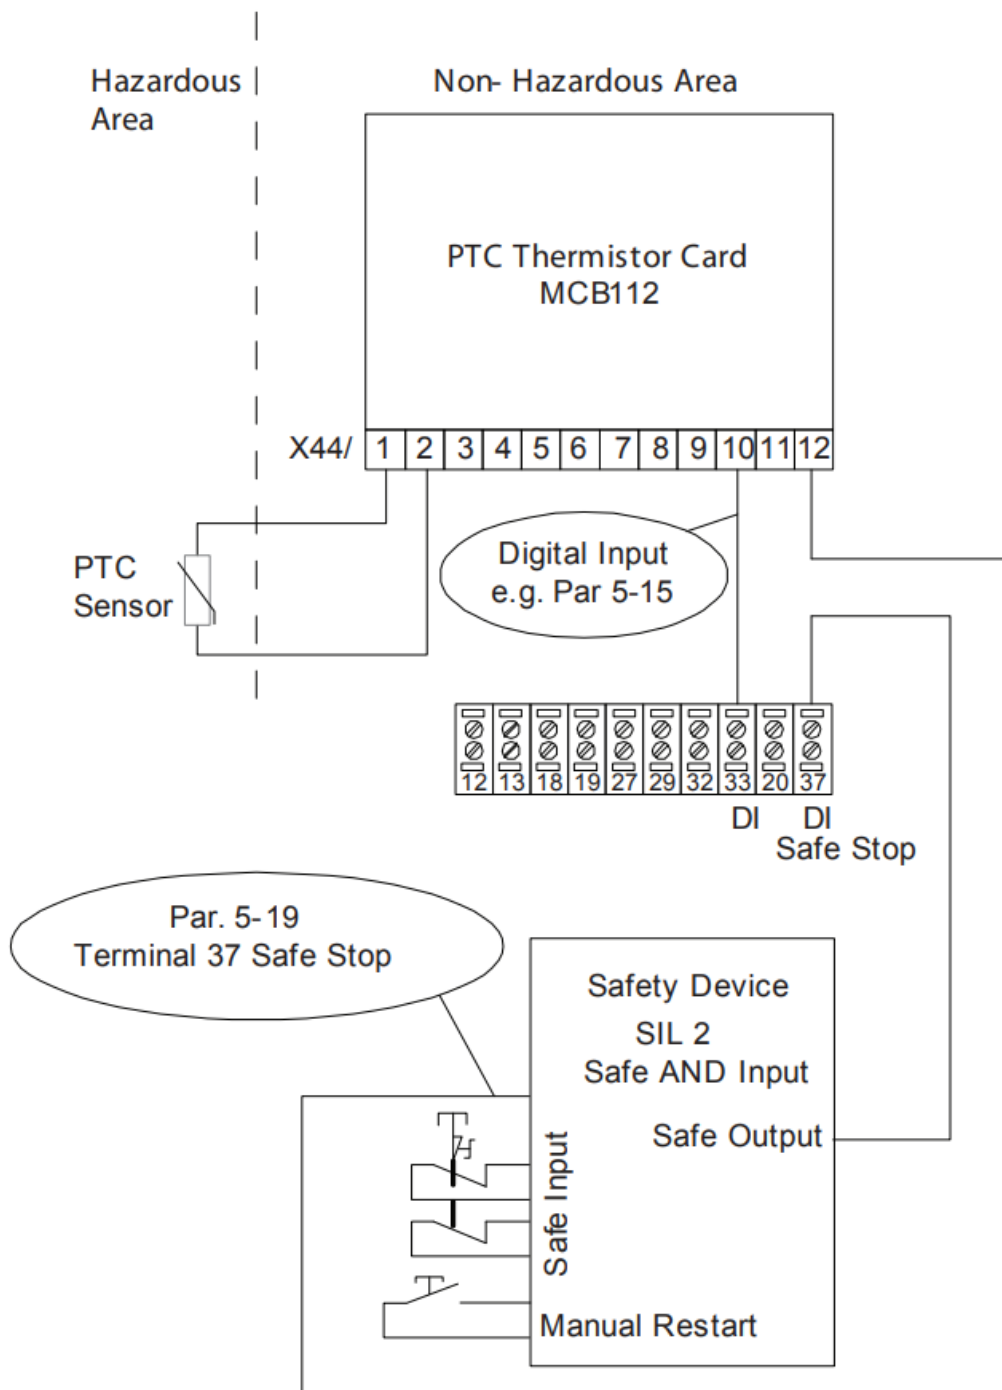 Hazardous
Area
Non- Hazardous Area
PTC Thermistor Card
MCB112
X44/ 1 2 3 4 5 6 7 8 9 10 11 12
PTC
Sensor
Digital Input
e.g. Par 5-15
12 13 18 19 27 29 32 33 20 37
DI DI
Safe Stop
Par. 5-19
Terminal 37 Safe Stop
Safety Device
SIL 2
Safe AND Input
Safe Output
Safe Input
Manual Restart